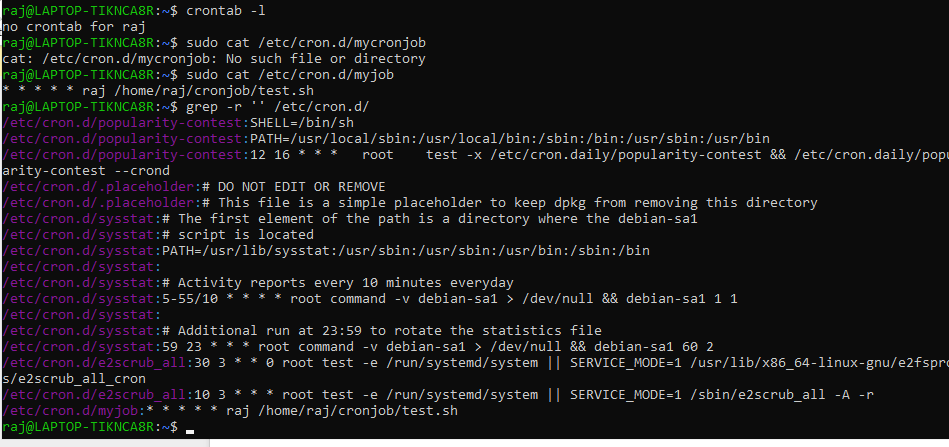 raj@LAPTOP-TIKNCA8R:~$ crontab -l
no crontab for raj
raj@LAPTOP-TIKNCA8R:~$ sudo cat /etc/cron.d/mycronjob
cat: /etc/cron.d/mycronjob: No such file or directory
raj@LAPTOP-TIKNCA8R:~$ sudo cat /etc/cron.d/myjob
* * * * * raj /home/raj/cronjob/test.sh
raj@LAPTOP-TIKNCA8R:~$ grep -r '' /etc/cron.d/
/etc/cron.d/popularity-contest:SHELL=/bin/sh
/etc/cron.d/popularity-contest:PATH=/usr/local/sbin:/usr/local/bin:/sbin:/bin:/usr/sbin:/usr/bin
/etc/cron.d/popularity-contest:12 16 * * *   root    test -x /etc/cron.daily/popularity-contest && /etc/cron.daily/popu
arity-contest --crond
/etc/cron.d/.placeholder:# DO NOT EDIT OR REMOVE
/etc/cron.d/.placeholder:# This file is a simple placeholder to keep dpkg from removing this directory
/etc/cron.d/sysstat:# The first element of the path is a directory where the debian-sa1
/etc/cron.d/sysstat:# script is located
/etc/cron.d/sysstat:PATH=/usr/lib/sysstat:/usr/sbin:/usr/sbin:/usr/bin:/sbin:/bin
/etc/cron.d/sysstat:
/etc/cron.d/sysstat:# Activity reports every 10 minutes everyday
/etc/cron.d/sysstat:5-55/10 * * * * root command -v debian-sa1 > /dev/null && debian-sa1 1 1
/etc/cron.d/sysstat:
/etc/cron.d/sysstat:# Additional run at 23:59 to rotate the statistics file
/etc/cron.d/sysstat:59 23 * * * root command -v debian-sa1 > /dev/null && debian-sa1 60 2
/etc/cron.d/e2scrub_all:30 3 * * 0 root test -e /run/systemd/system || SERVICE_MODE=1 /usr/lib/x86_64-linux-gnu/e2fspro
s/e2scrub_all_cron
/etc/cron.d/e2scrub_all:10 3 * * * root test -e /run/systemd/system || SERVICE_MODE=1 /sbin/e2scrub_all -A -r
/etc/cron.d/myjob:* * * * * raj /home/raj/cronjob/test.sh
raj@LAPTOP-TIKNCA8R:~$